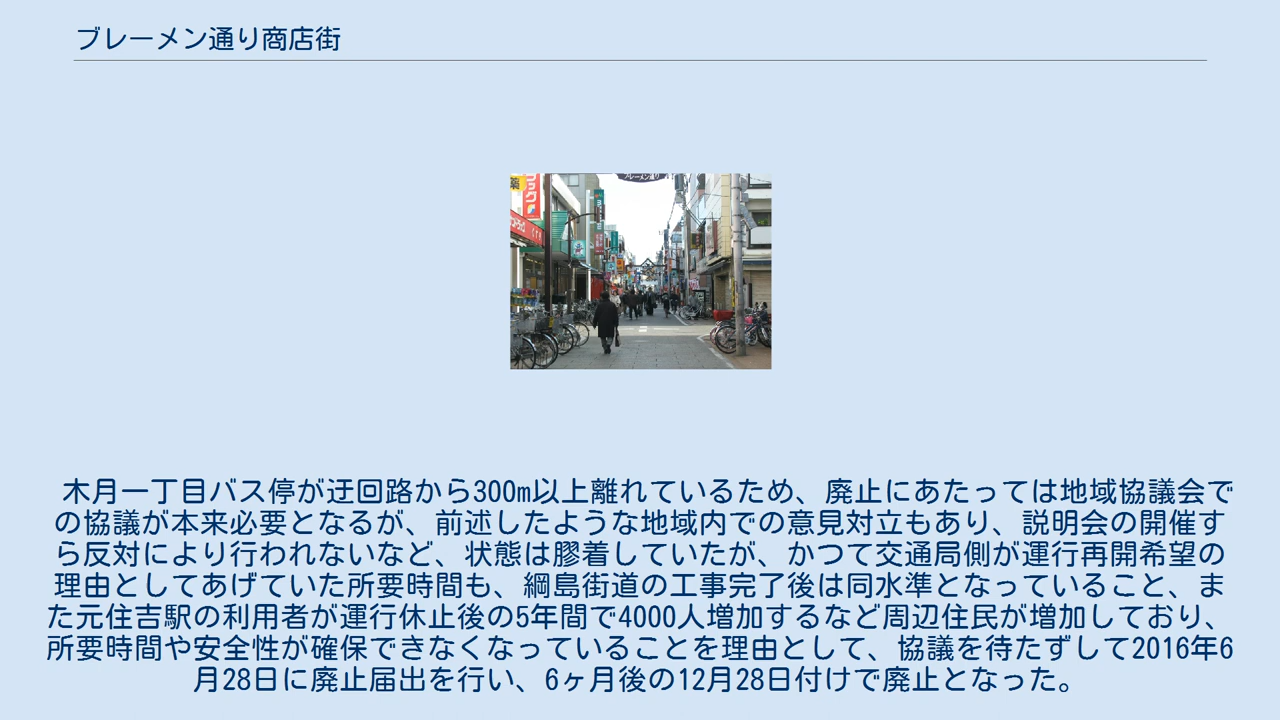 ブレーメン通り商店街
ブレーメン通り
薬
木月一丁目バス停が迂回路から300m以上離れているため、廃止にあたっては地域協議会で
の協議が本来必要となるが、前述したような地域内での意見対立もあり、説明会の開催す
ら反対により行われないなど、状態は膠着していたが、かつて交通局側が運行再開希望の
理由としてあげていた所要時間も、綱島街道の工事完了後は同水準となっていること、ま
た元住吉駅の利用者が運行休止後の5年間で4000人増加するなど周辺住民が増加しており、
所要時間や安全性が確保できなくなっていることを理由として、協議を待たずして2016年6
月28日に廃止届出を行い、6ヶ月後の12月28日付けで廃止となった。